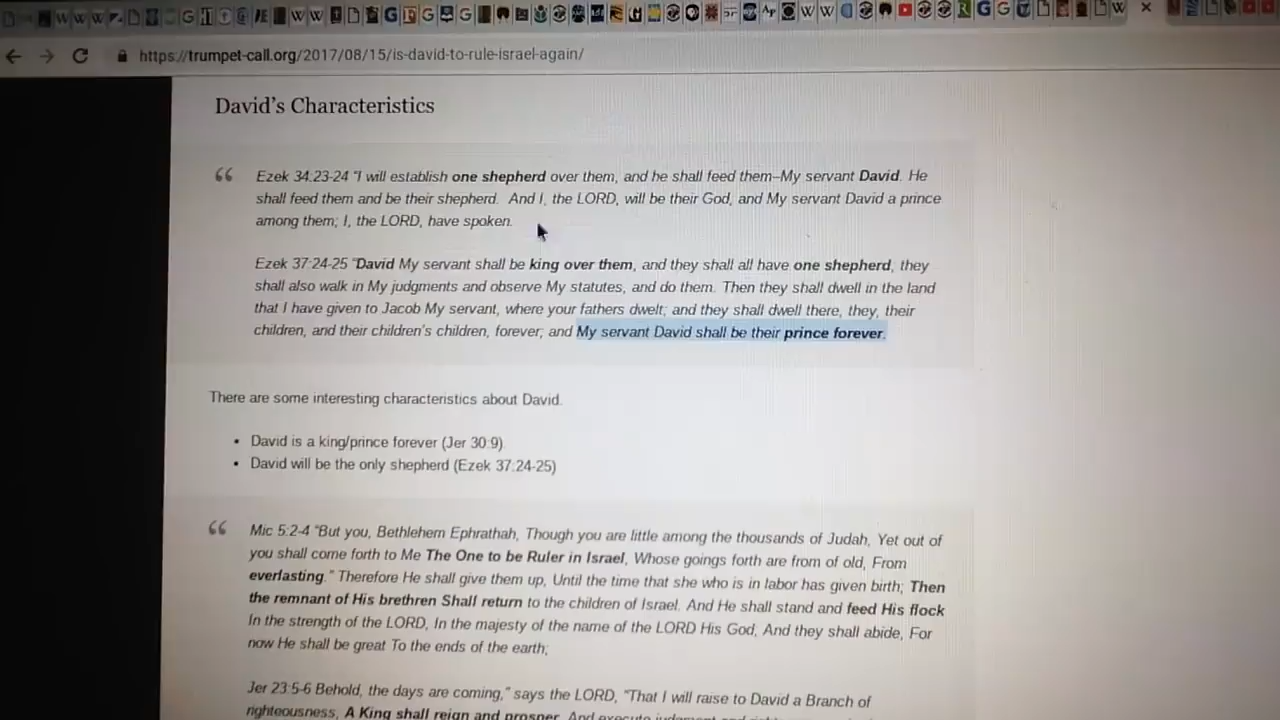 https://trumpet-call.org/2017/08/15/is-david-to-rule-israel-again/
David's Characteristics
Ezek 34:23-24 "I will establish one shepherd over them, and he shall feed them–My servant David. He
shall feed them and be their shepherd. And I, the LORD, will be their God, and My servant David a prince
among them; I, the LORD, have spoken.
Ezek 37:24-25 "David My servant shall be king over them, and they shall all have one shepherd, they
shall also walk in My judgments and observe My statutes, and do them. Then they shall dwell in the land
that I have given to Jacob My servant, where your fathers dwelt; and they shall dwell there, they, their
children, and their children's children, forever; and My servant David shall be their prince forever.
There are some interesting characteristics about David.
• David is a king/prince forever (Jer 30:9)
• David will be the only shepherd (Ezek 37:24-25)
Mic 5:2-4 "But you, Bethlehem Ephrathah, Though you are little among the thousands of Judah, Yet out of
you shall come forth to Me The One to be Ruler in Israel, Whose goings forth are from of old, From
everlasting." Therefore He shall give them up, Until the time that she who is in labor has given birth; Then
the remnant of His brethren Shall return to the children of Israel. And He shall stand and feed His flock
In the strength of the LORD, In the majesty of the name of the LORD His God, And they shall abide, For
now He shall be great To the ends of the earth;
Jer 23:5-6 Behold, the days are coming," says the LORD, "That I will raise to David a Branch of
righteousness, A King shall reign and prosper, And execute judgment and